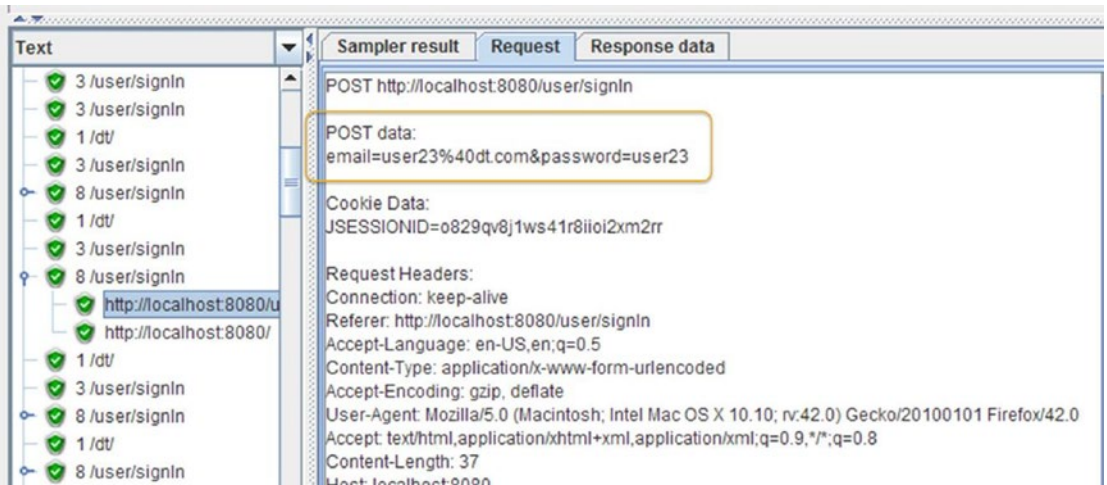 Text
3 /user/signIn
3 /user/signIn
1 /dt/
3 /user/signIn
8 /user/signIn
1 /dt/
3 /user/signIn
8 /user/signIn
http://localhost:8080/u
http://localhost:8080/
1 /dt/
3 /user/signIn
8 /user/signIn
1 /dt/
8 /user/signIn
Sampler result Request Response data
POST http://localhost:8080/user/signIn
POST data:
email=user23%40dt.com&password=user23
Cookie Data:
JSESSIONID=o829qv8j1ws41r8iioi2xm2rr
Request Headers:
Connection: keep-alive
Referer: http://localhost:8080/user/signIn
Accept-Language: en-US,en;q=0.5
Content-Type: application/x-www-form-urlencoded
Accept-Encoding: gzip, deflate
User-Agent: Mozilla/5.0 (Macintosh; Intel Mac OS X 10.10; rv:42.0) Gecko/20100101 Firefox/42.0
Accept: text/html,application/xhtml+xml,application/xml;q=0.9,*/*;q=0.8
Content-Length: 37
Host: localhost:8080